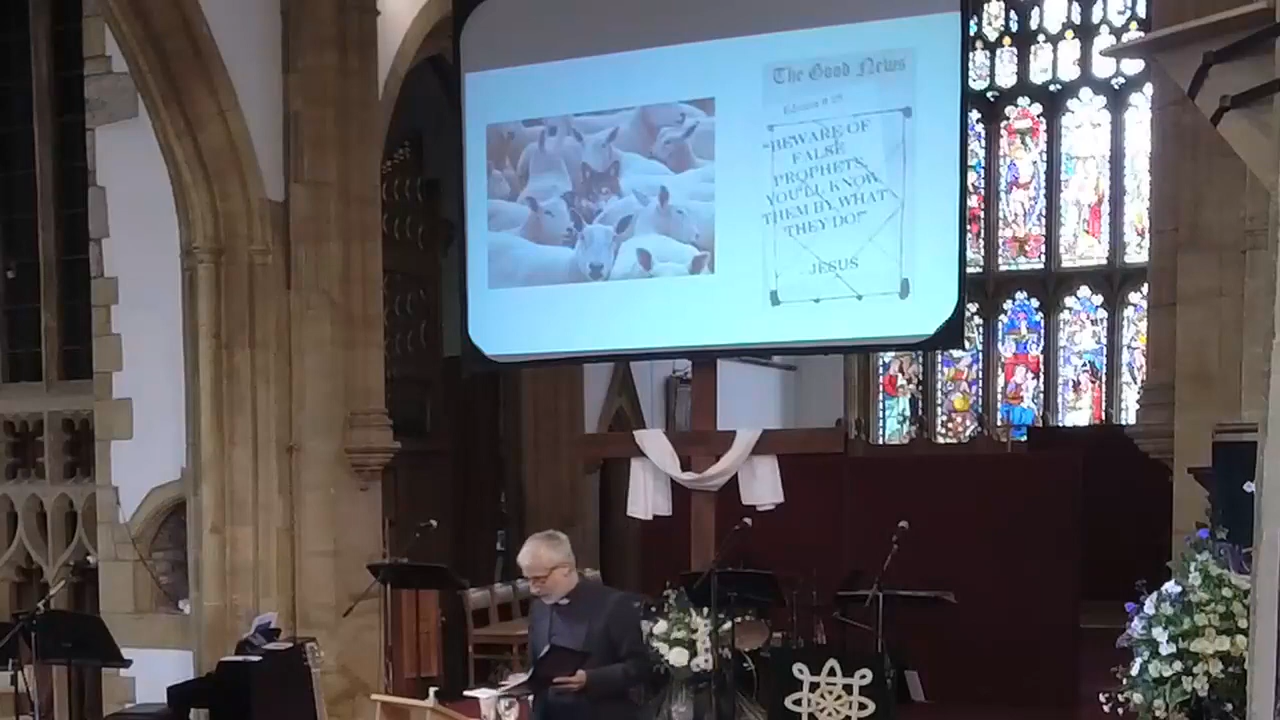 The Good News
"BEWARE OF
FALSE
PROPHETS,
YOU'LL KNOW
THEM BY WHAT
THEY DO!"
- JESUS